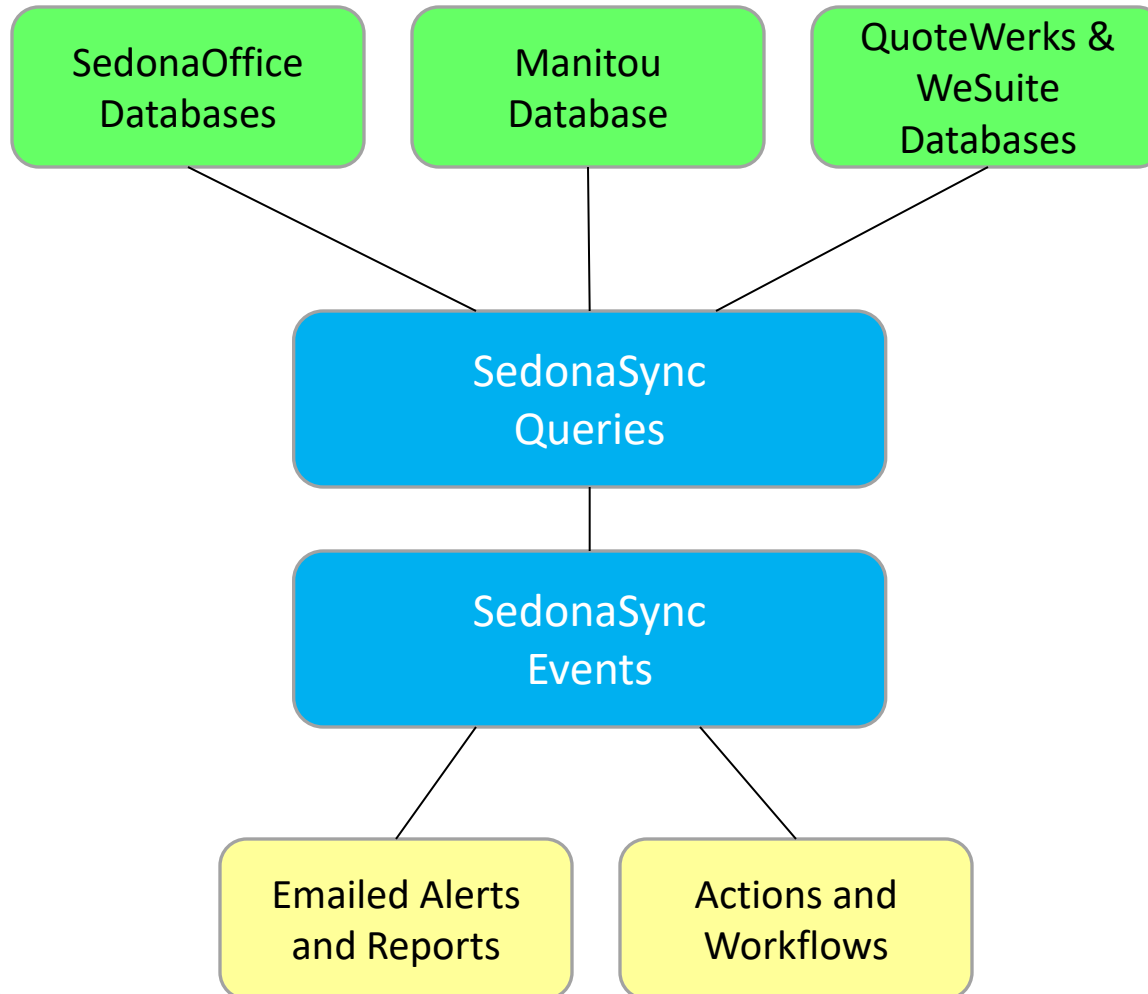 SedonaOffice
Databases
Manitou
Database
QuoteWerks &
WeSuite
Databases
SedonaSync
Queries
SedonaSync
Events
Emailed Alerts
and Reports
Actions and
Workflows